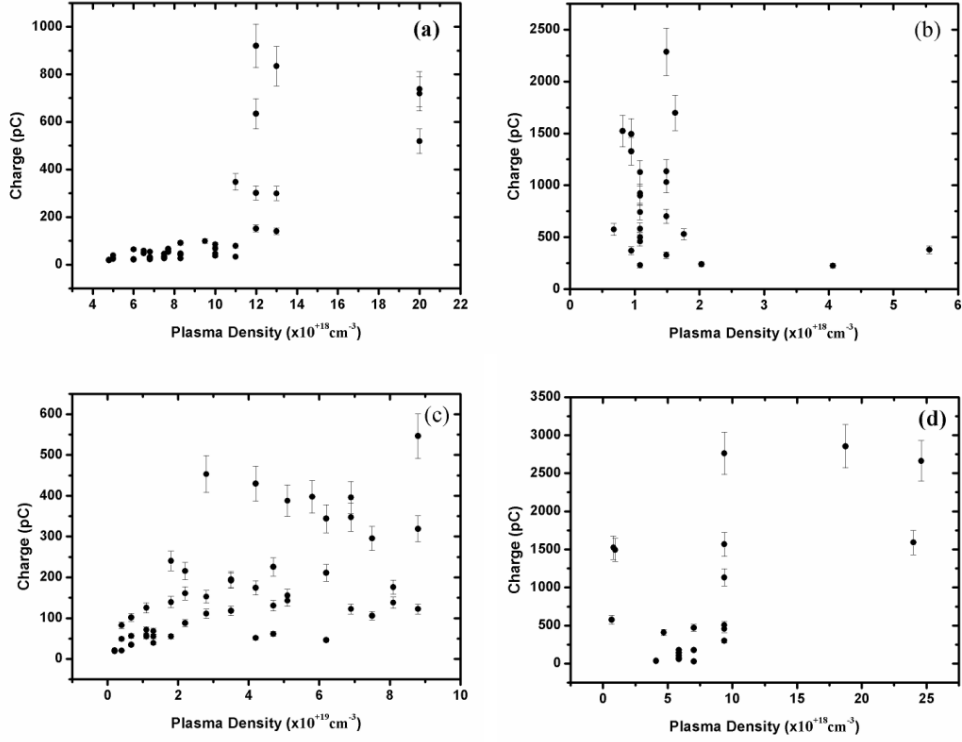 (a)
1000
800
600
400
200
0
Charge (pC)
4 6 8 10 12 14 16 18 20 22
Plasma Density (x10+18cm-3)
(b)
2500
2000
1500
1000
500
0
Charge (pC)
0 1 2 3 4 5 6
Plasma Density (x10+18cm-3)
(c)
600
500
400
300
200
100
0
Charge (pC)
0 2 4 6 8 10
Plasma Density (x10+19cm-3)
(d)
3500
3000
2500
2000
1500
1000
500
0
Charge (pC)
0 5 10 15 20 25
Plasma Density (x10+18cm-3)